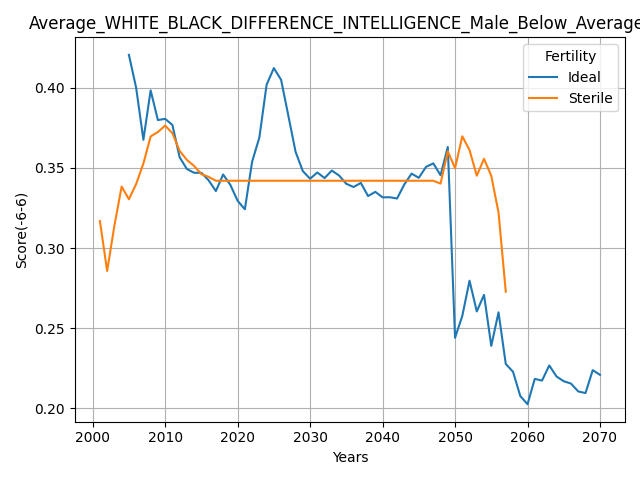 Average_WHITE_BLACK_DIFFERENCE_INTELLIGENCE_Male_Below_Average
Fertility
Ideal
Sterile
Score(-6-6)
0.40
0.35
0.30
0.25
0.20
2000 2010 2020 2030 2040 2050 2060 2070
Years